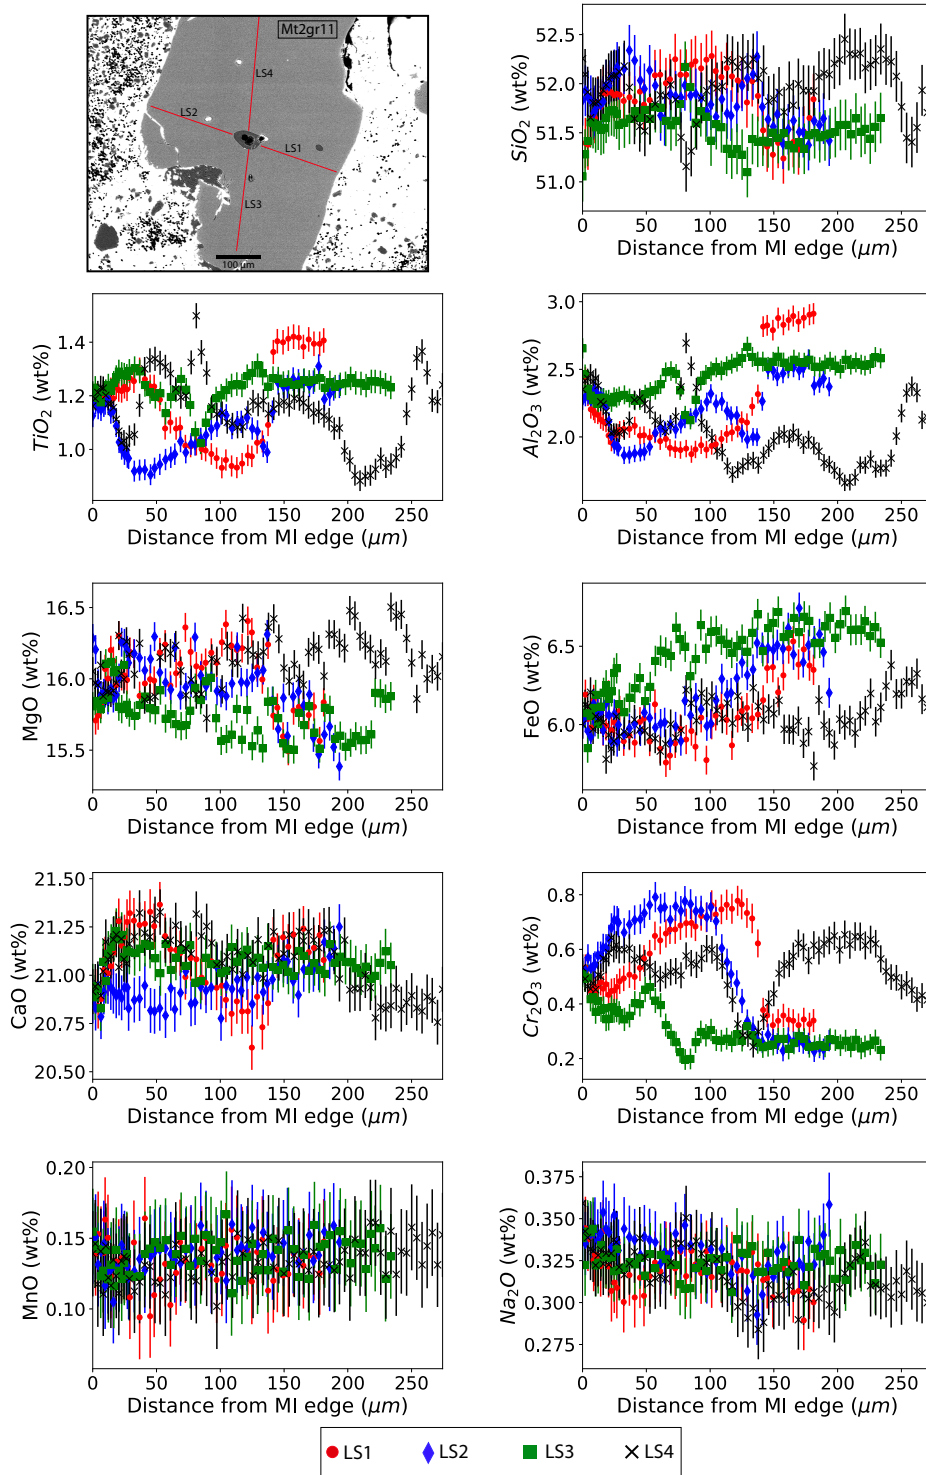 Mt2gr11
LS4
LS2
LS1
LS3
100 µm
SiO2 (wt%)
52.5
52.0
51.5
51.0
0 50 100 150 200 250
Distance from MI edge (µm)
TiO2 (wt%)
1.4
1.2
1.0
0 50 100 150 200 250
Distance from MI edge (µm)
Al2O3 (wt%)
3.0
2.5
2.0
0 50 100 150 200 250
Distance from MI edge (µm)
MgO (wt%)
16.5
16.0
15.5
0 50 100 150 200 250
Distance from MI edge (µm)
FeO (wt%)
6.5
6.0
0 50 100 150 200 250
Distance from MI edge (µm)
CaO (wt%)
21.50
21.25
21.00
20.75
20.50
0 50 100 150 200 250
Distance from MI edge (µm)
Cr2O3 (wt%)
0.8
0.6
0.4
0.2
0 50 100 150 200 250
Distance from MI edge (µm)
MnO (wt%)
0.20
0.15
0.10
0 50 100 150 200 250
Distance from MI edge (µm)
Na2O (wt%)
0.375
0.350
0.325
0.300
0.275
0 50 100 150 200 250
Distance from MI edge (µm)
LS1 LS2 LS3 LS4